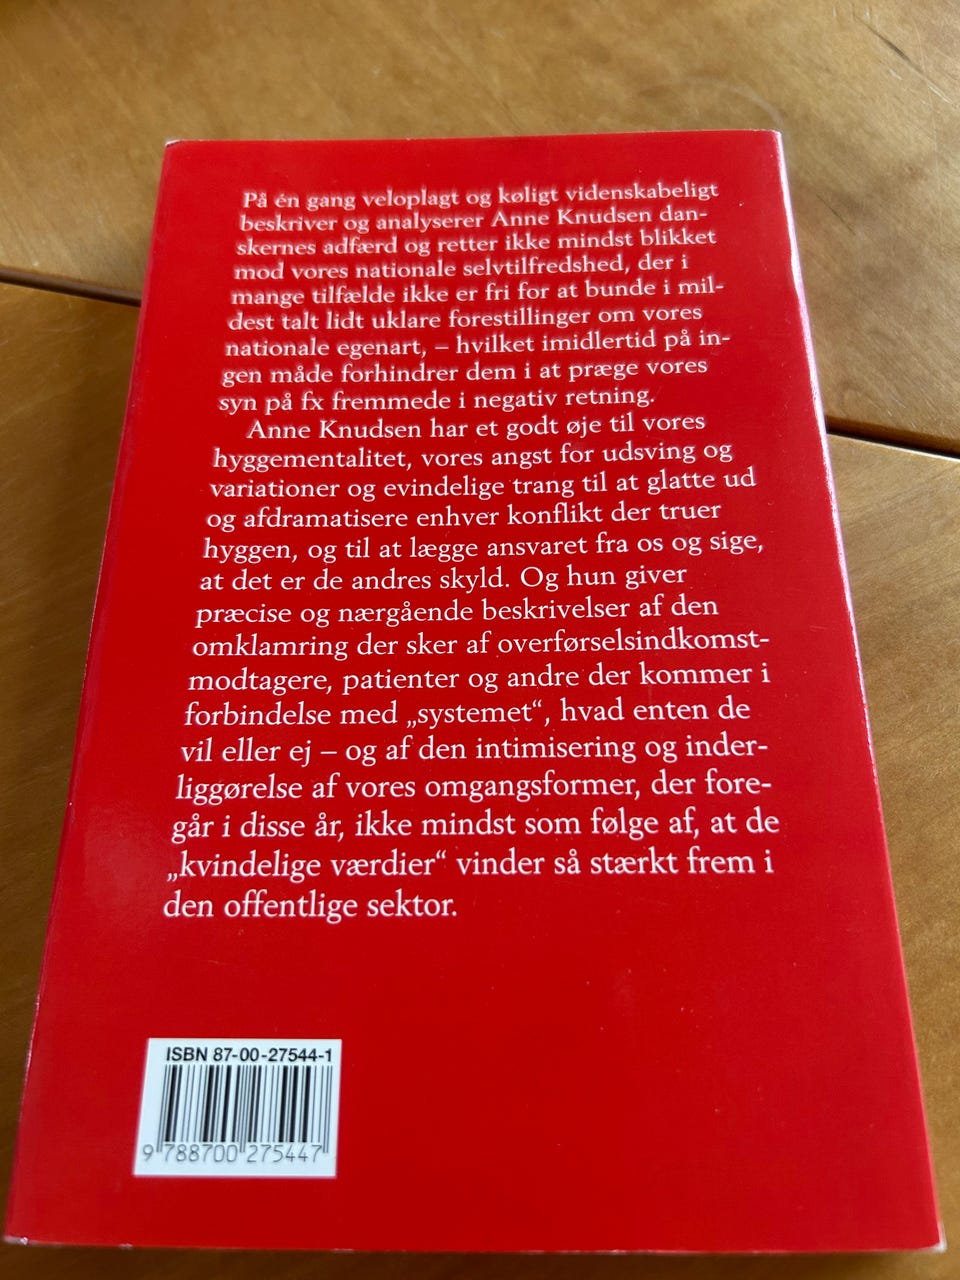 På én gang veloplagt og køligt videnskabeligt
beskriver og analyserer Anne Knudsen dan-
skernes adfærd og retter ikke mindst blikket
mod vores nationale selvtilfredshed, der i
mange tilfælde ikke er fri for at bunde i mil-
dest talt lidt uklare forestillinger om vores
nationale egenart, – hvilket imidlertid på in-
gen måde forhindrer dem i at præge vores
syn på fx fremmede i negativ retning.
Anne Knudsen har et godt øje til vores
hyggementalitet, vores angst for udsving og
variationer og evindelige trang til at glatte ud
og afdramatisere enhver konflikt der truer
hyggen, og til at lægge ansvaret fra os og sige,
at det er de andres skyld. Og hun giver
præcise og nærgående beskrivelser af den
omklamring der sker af overførselsindkomst-
modtagere, patienter og andre der kommer i
forbindelse med „systemet“, hvad enten de
vil eller ej – og af den intimisering og inder-
liggørelse af vores omgangsformer, der fore-
går i disse år, ikke mindst som følge af, at de
„kvindelige værdier“ vinder så stærkt frem i
den offentlige sektor.
ISBN 87-00-27544-1
9 788700 275447